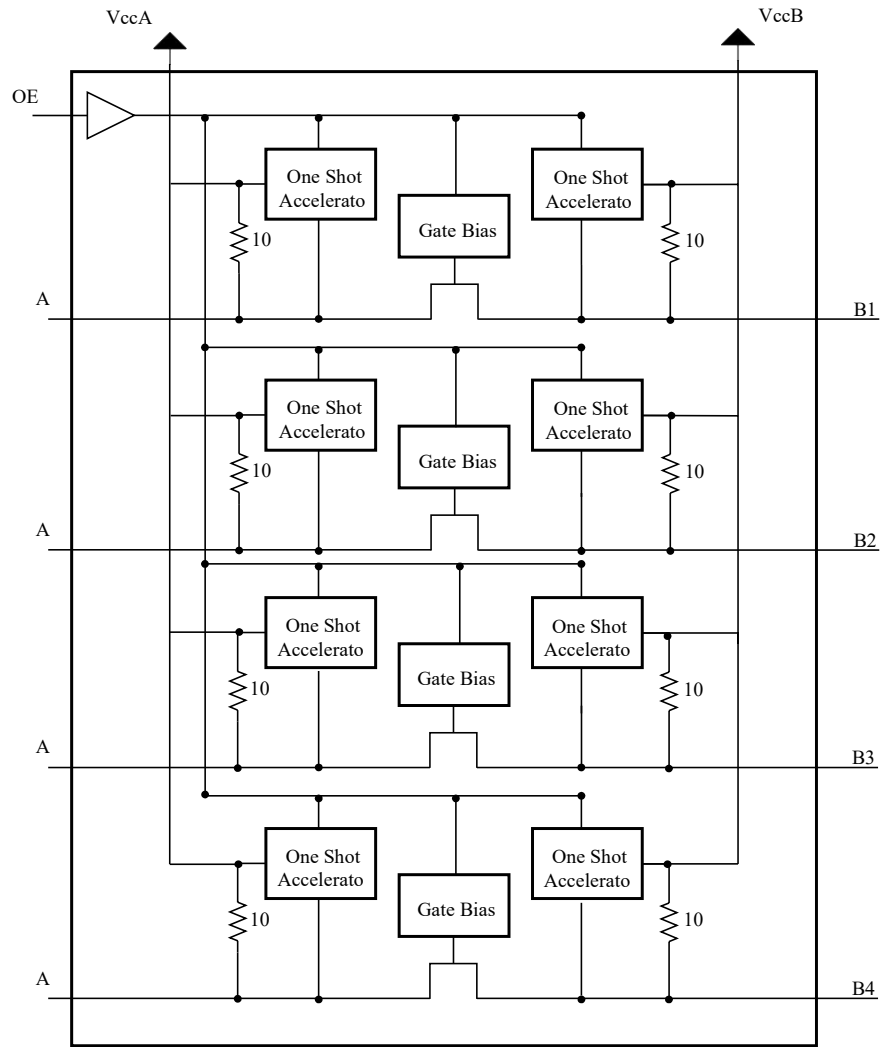 VccA
VccB
OE
One Shot
Accelerato
One Shot
Accelerato
Gate Bias
10
10
A
B1
One Shot
Accelerato
One Shot
Accelerato
Gate Bias
10
10
A
B2
One Shot
Accelerato
One Shot
Accelerato
Gate Bias
10
10
A
B3
One Shot
Accelerato
One Shot
Accelerato
Gate Bias
10
10
A
B4